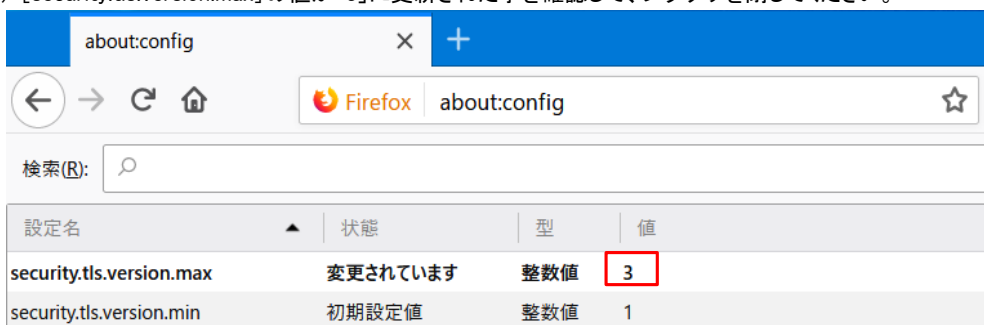 about:config
Firefox about:config
検索(R):
設定名 状態 型 値
security.tls.version.max 変更されています 整数値 3
security.tls.version.min 初期設定値 整数値 1